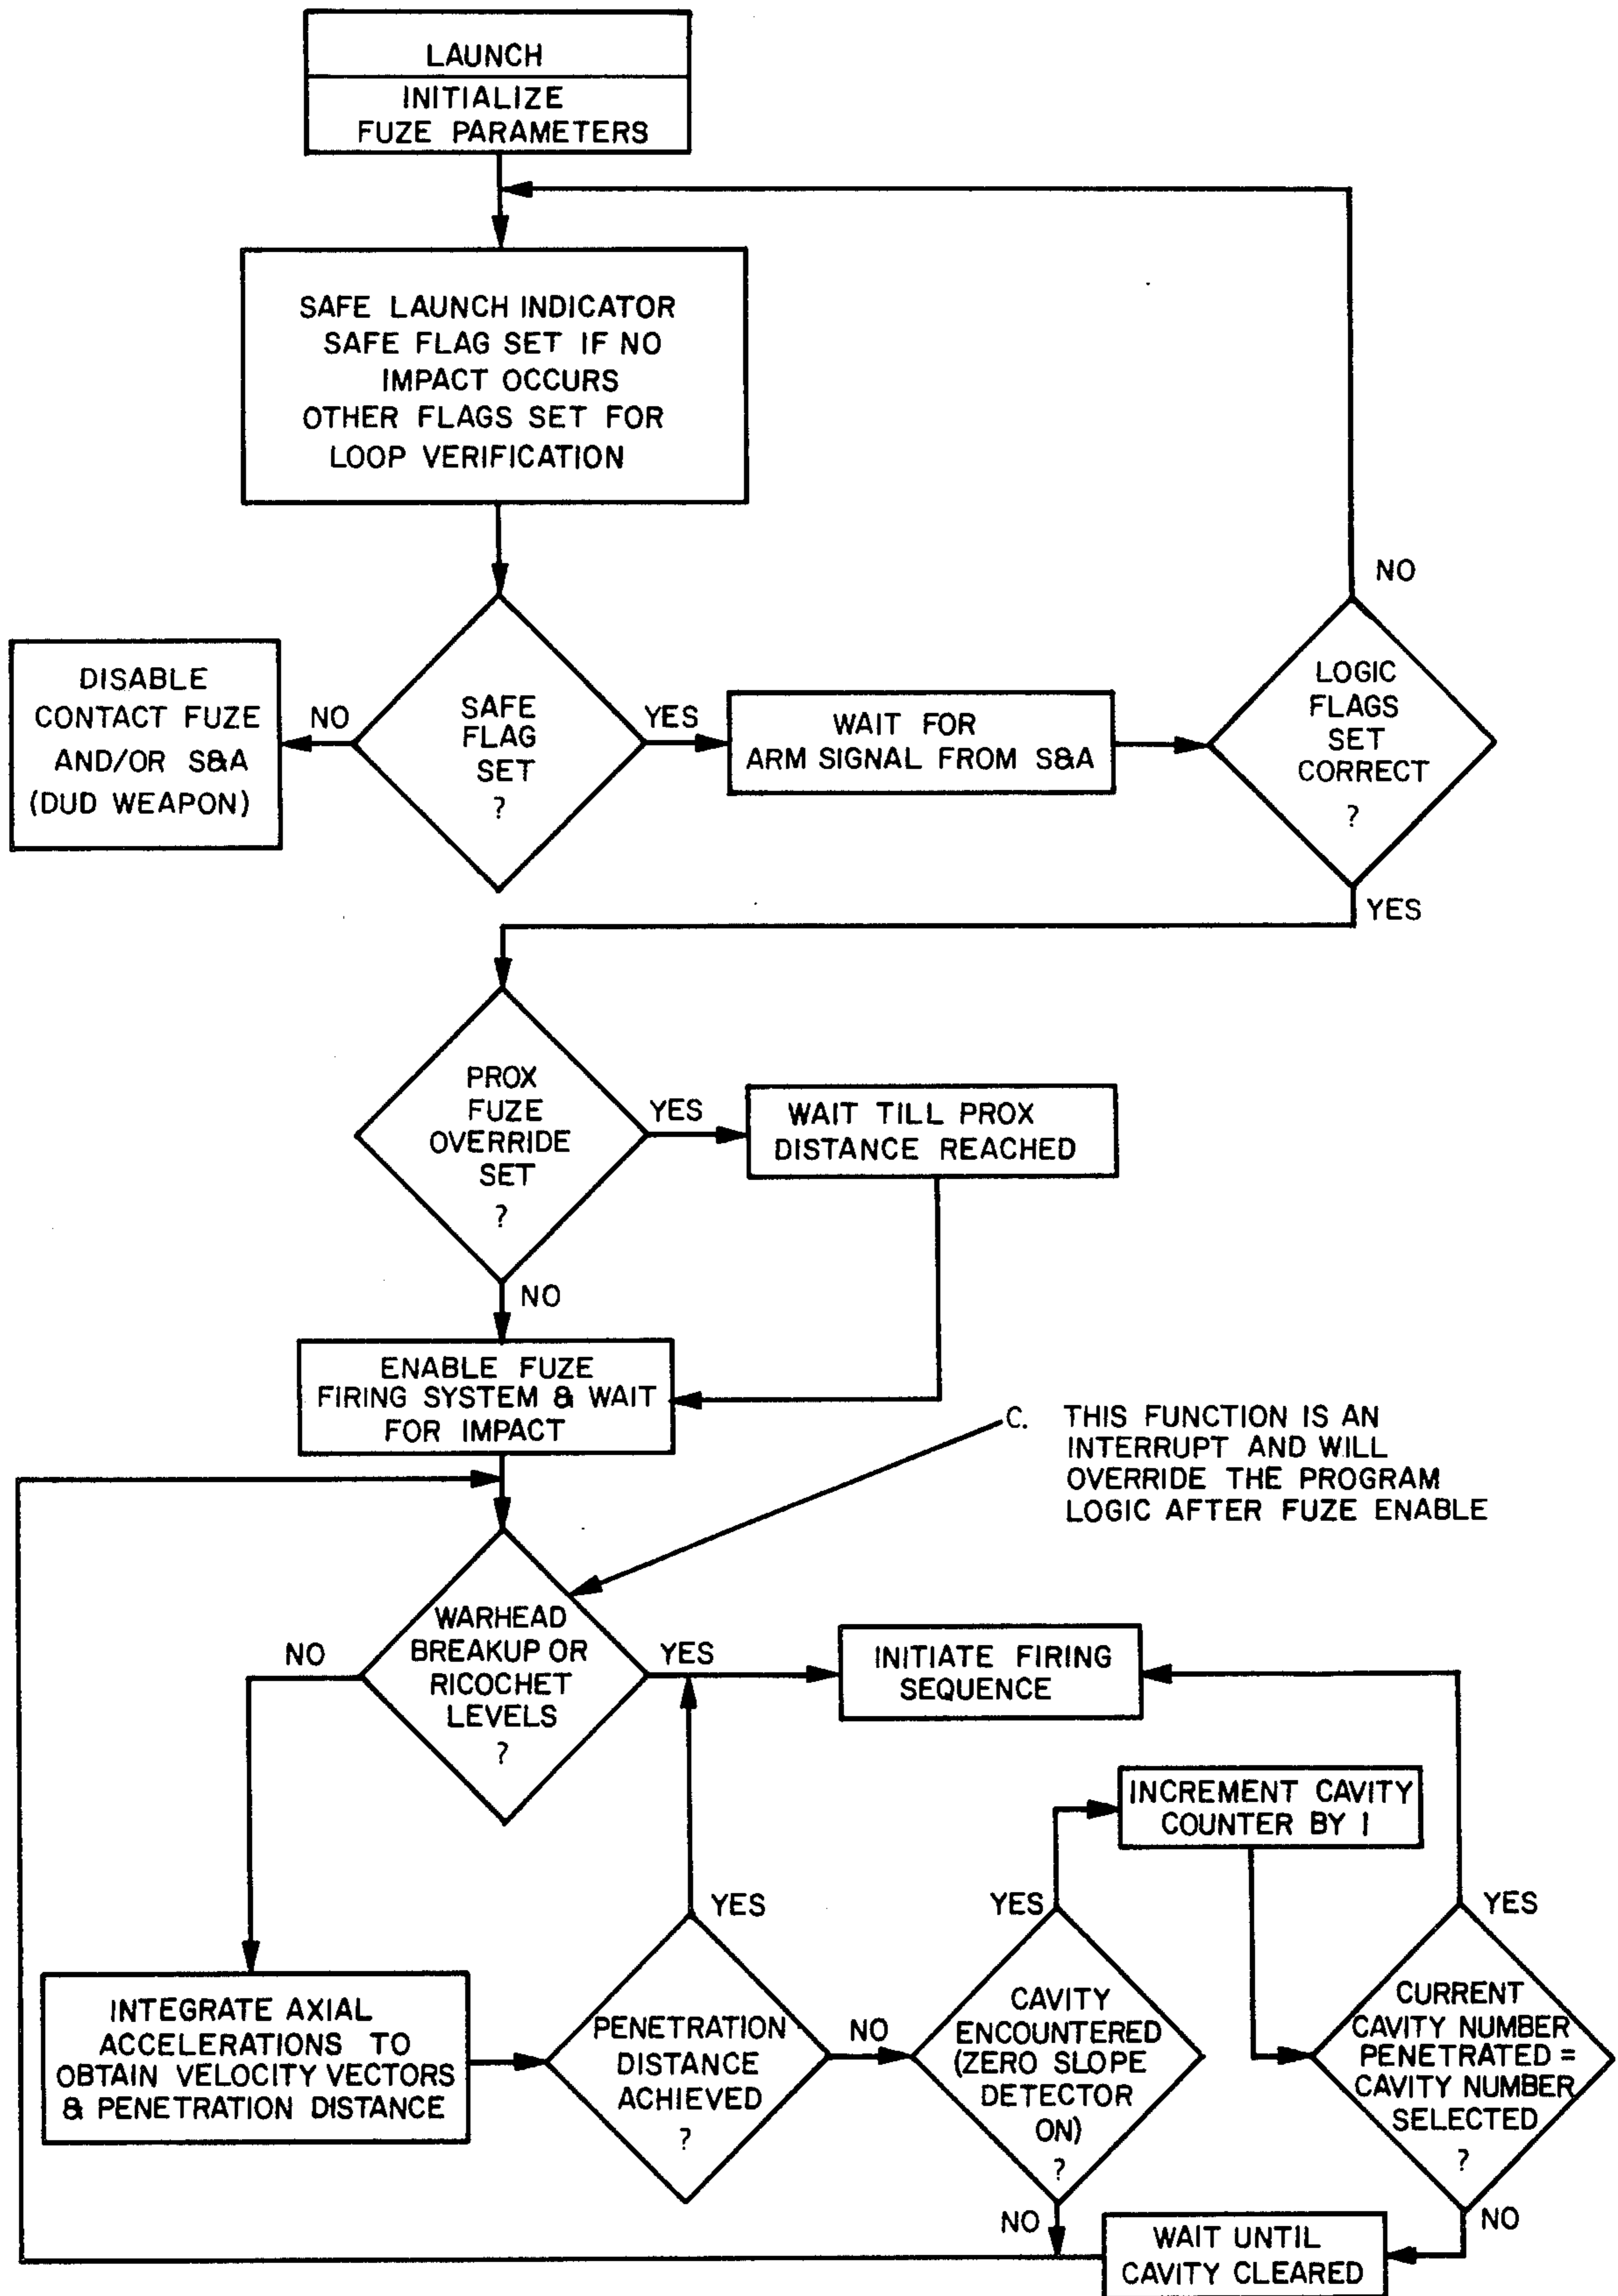 LAUNCH
INITIALIZE
FUZE PARAMETERS
SAFE LAUNCH INDICATOR
SAFE FLAG SET IF NO
IMPACT OCCURS
OTHER FLAGS SET FOR
LOOP VERIFICATION
NO
DISABLE
CONTACT FUZE
AND/OR S&A
(DUD WEAPON)
NO
SAFE
FLAG
SET
?
YES
WAIT FOR
ARM SIGNAL FROM S&A
LOGIC
FLAGS
SET
CORRECT
?
YES
PROX
FUZE
OVERRIDE
SET
?
YES
WAIT TILL PROX
DISTANCE REACHED
NO
ENABLE FUZE
FIRING SYSTEM & WAIT
FOR IMPACT
C. THIS FUNCTION IS AN
INTERRUPT AND WILL
OVERRIDE THE PROGRAM
LOGIC AFTER FUZE ENABLE
NO
WARHEAD
BREAKUP OR
RICOCHET
LEVELS
?
YES
INITIATE FIRING
SEQUENCE
INCREMENT CAVITY
COUNTER BY 1
YES
YES
YES
INTEGRATE AXIAL
ACCELERATIONS TO
OBTAIN VELOCITY VECTORS
& PENETRATION DISTANCE
PENETRATION
DISTANCE
ACHIEVED
?
NO
CAVITY
ENCOUNTERED
(ZERO SLOPE
DETECTOR
ON)
?
CURRENT
CAVITY NUMBER
PENETRATED =
CAVITY NUMBER
SELECTED
?
NO
NO
WAIT UNTIL
CAVITY CLEARED